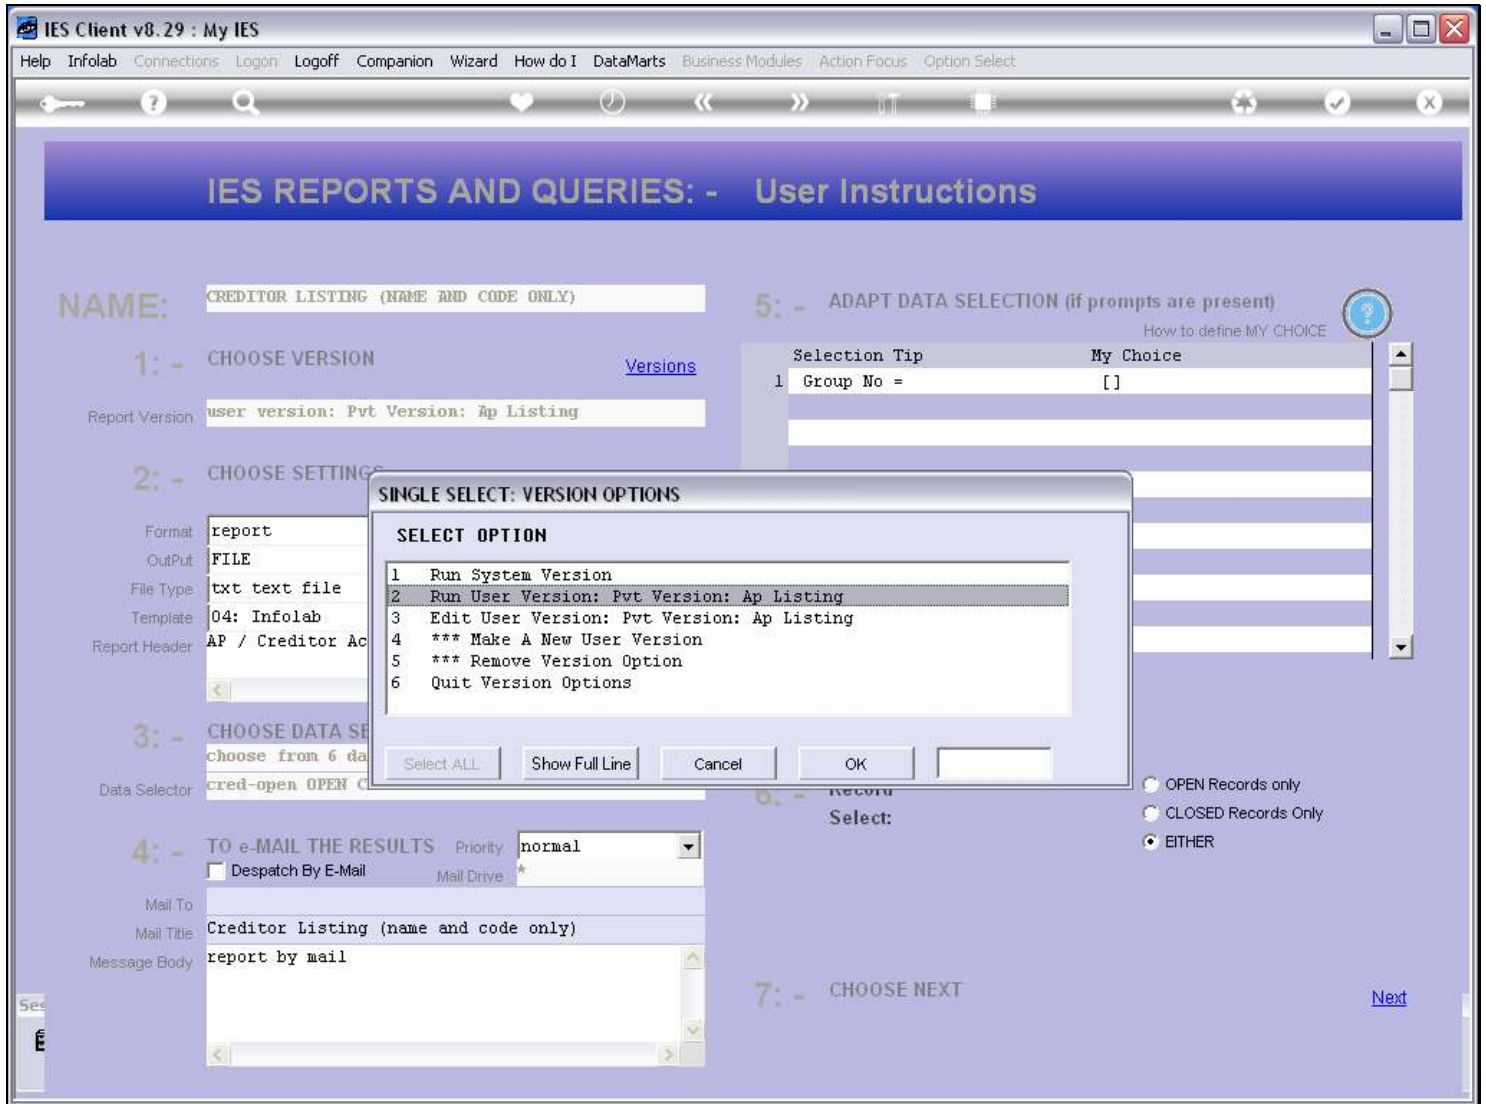 IES Client v8.29 : My IES
Help Infolab Connections Logon Logoff Companion Wizard How do I DataMarts Business Modules Action Focus Option Select
IES REPORTS AND QUERIES: - User Instructions
NAME: CREDITOR LISTING (NAME AND CODE ONLY)
1: - CHOOSE VERSION Versions
Report Version user version: Pvt Version: Ap Listing
2: - CHOOSE SETTINGS
Format report
OutPut FILE
File Type txt text file
Template 04: Infolab
Report Header AP / Creditor Ac
3: - CHOOSE DATA SE
choose from 6 da
Data Selector cred-open OPEN C
4: - TO e-MAIL THE RESULTS Priority normal
Despatch By E-Mail Mail Drive *
Mail To
Mail Title Creditor Listing (name and code only)
Message Body report by mail
5: - ADAPT DATA SELECTION (if prompts are present)
How to define MY CHOICE ?
Selection Tip My Choice
1 Group No = []
SINGLE SELECT: VERSION OPTIONS
SELECT OPTION
1 Run System Version
2 Run User Version: Pvt Version: Ap Listing
3 Edit User Version: Pvt Version: Ap Listing
4 *** Make A New User Version
5 *** Remove Version Option
6 Quit Version Options
Select ALL Show Full Line Cancel OK
6: - Record
Select:
OPEN Records only
CLOSED Records Only
EITHER
7: - CHOOSE NEXT Next
Ses